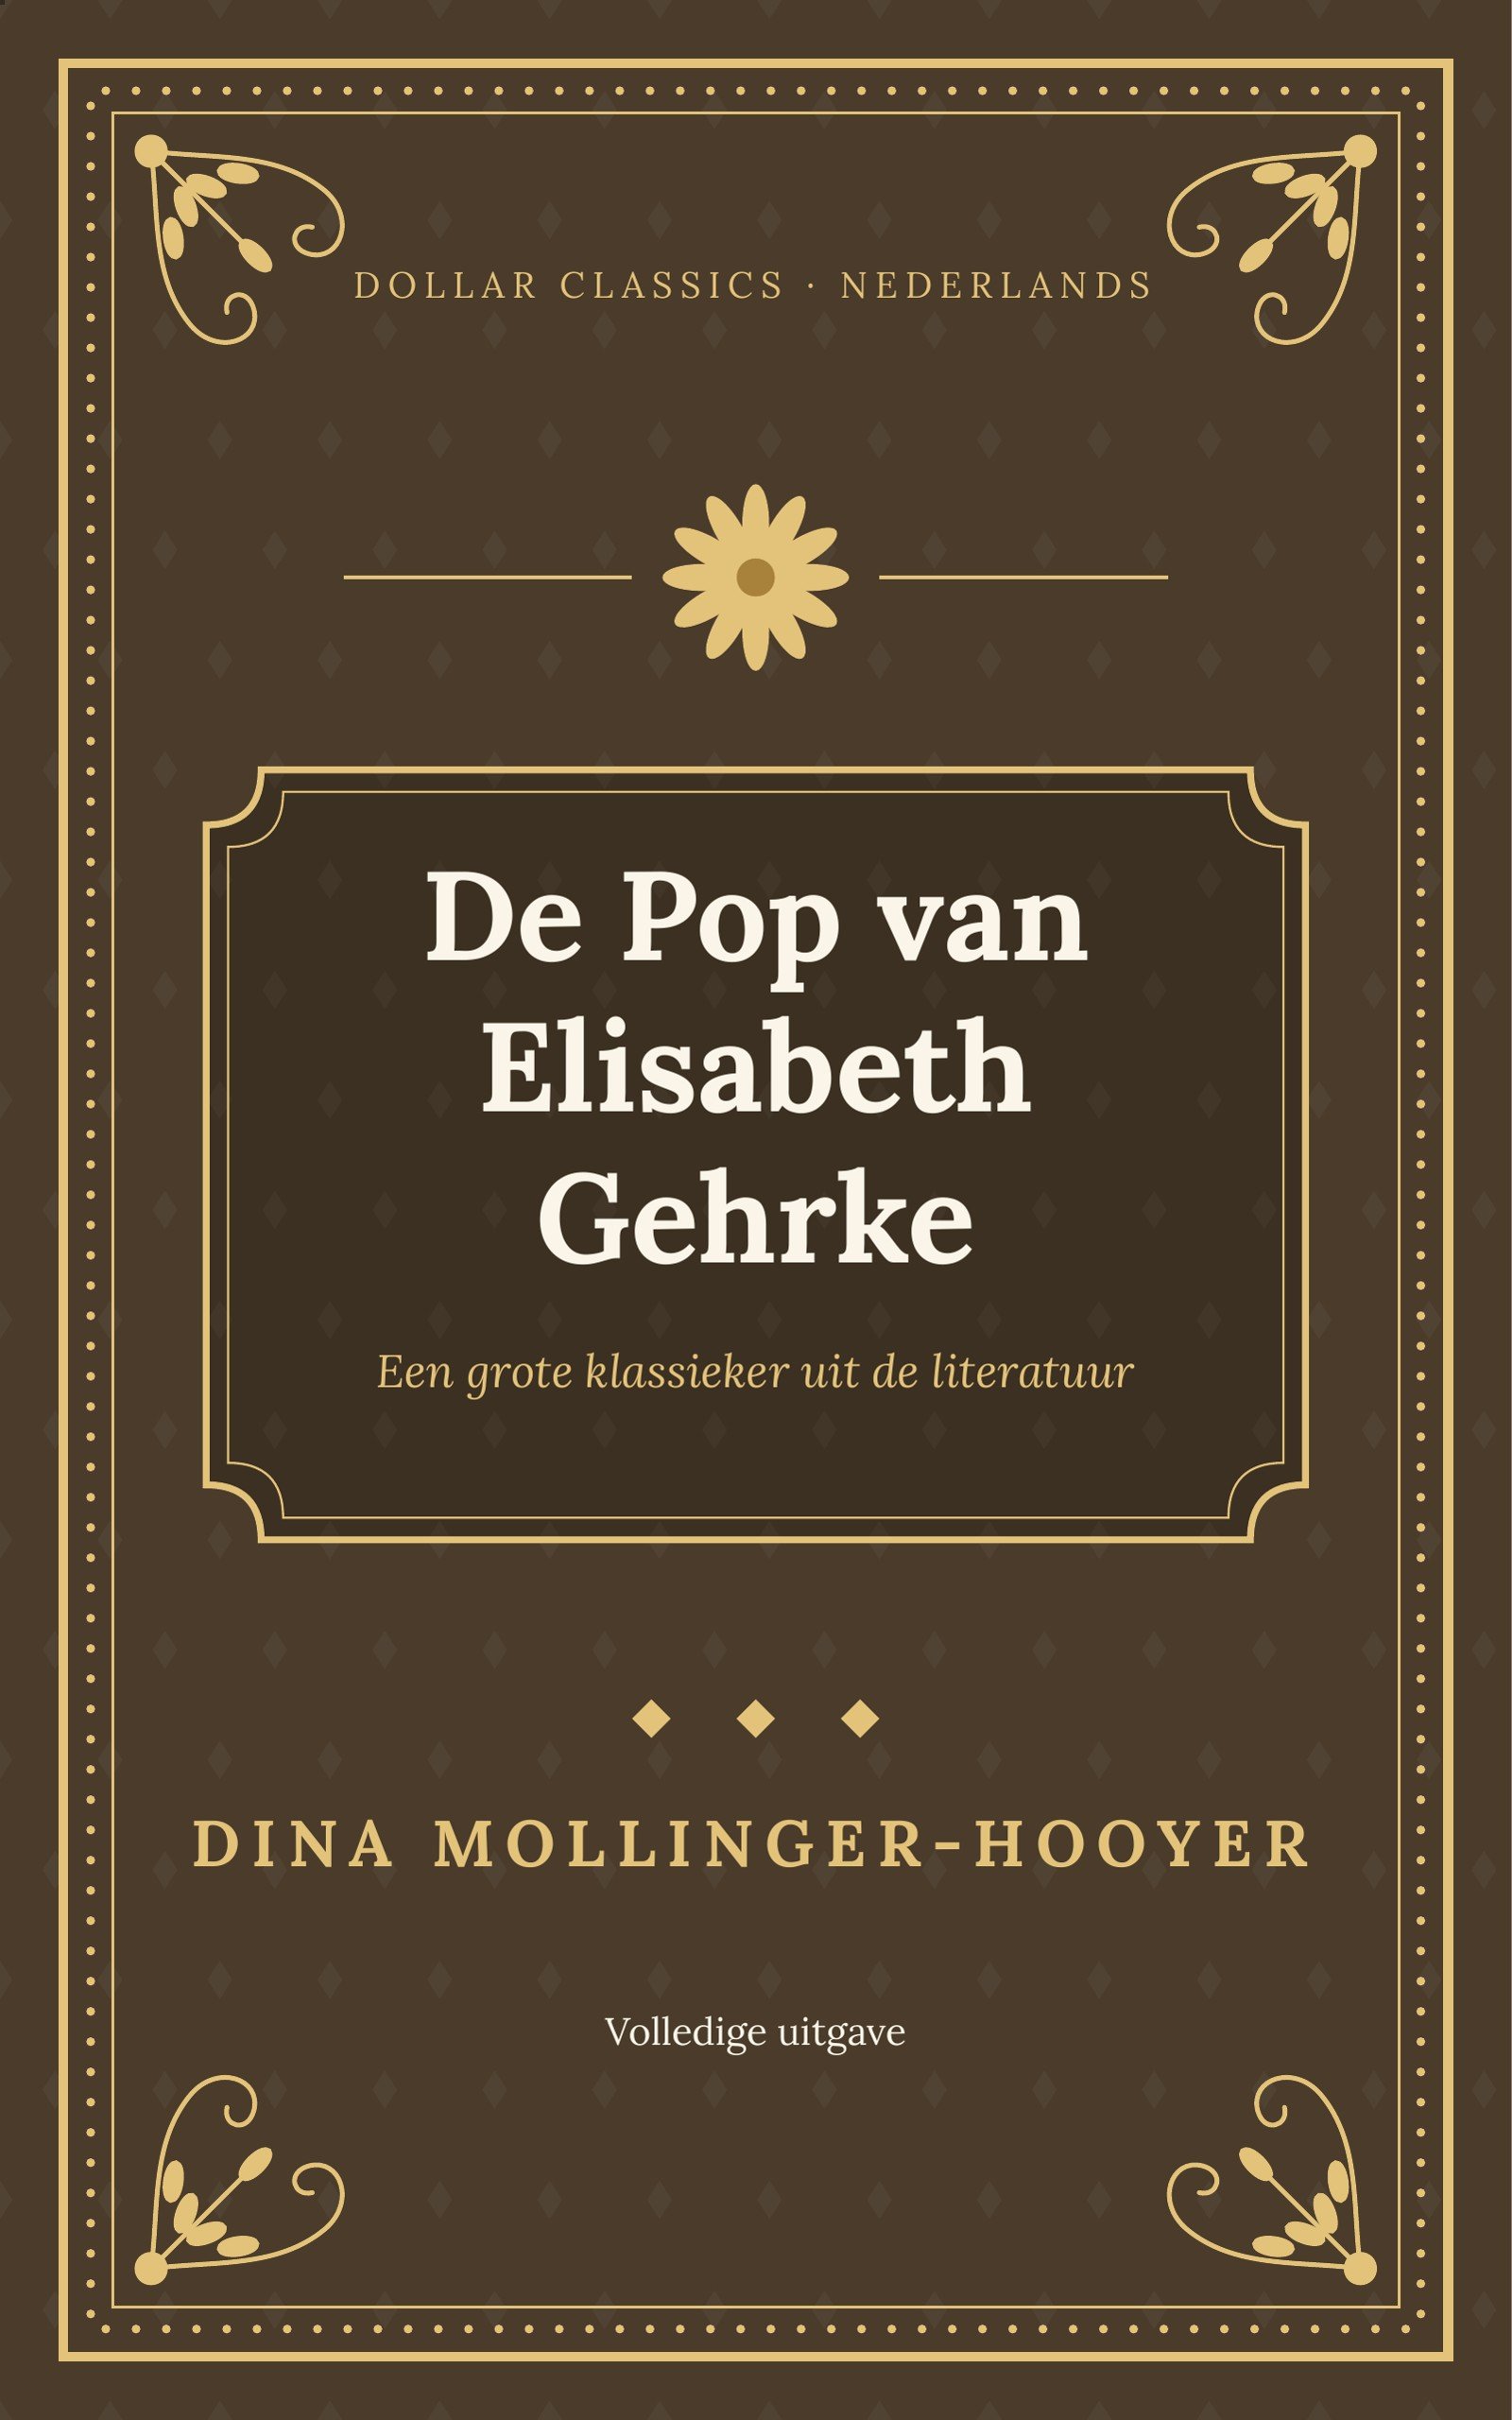 DOLLAR CLASSICS · NEDERLANDS
De Pop van
Elisabeth
Gehrke
Een grote klassieker uit de literatuur
DINA MOLLINGER-HOOYER
Volledige uitgave